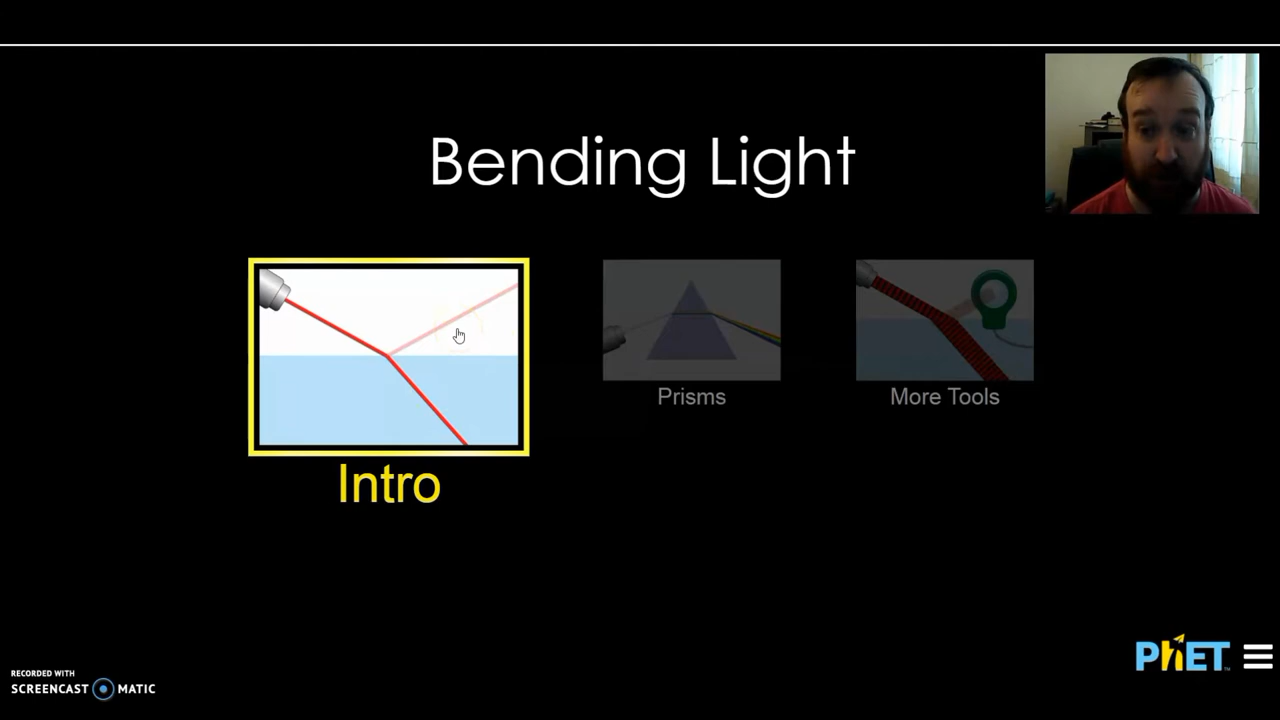 Bending Light
Intro
Prisms
More Tools
RECORDED WITH
SCREENCAST MATIC
PhET